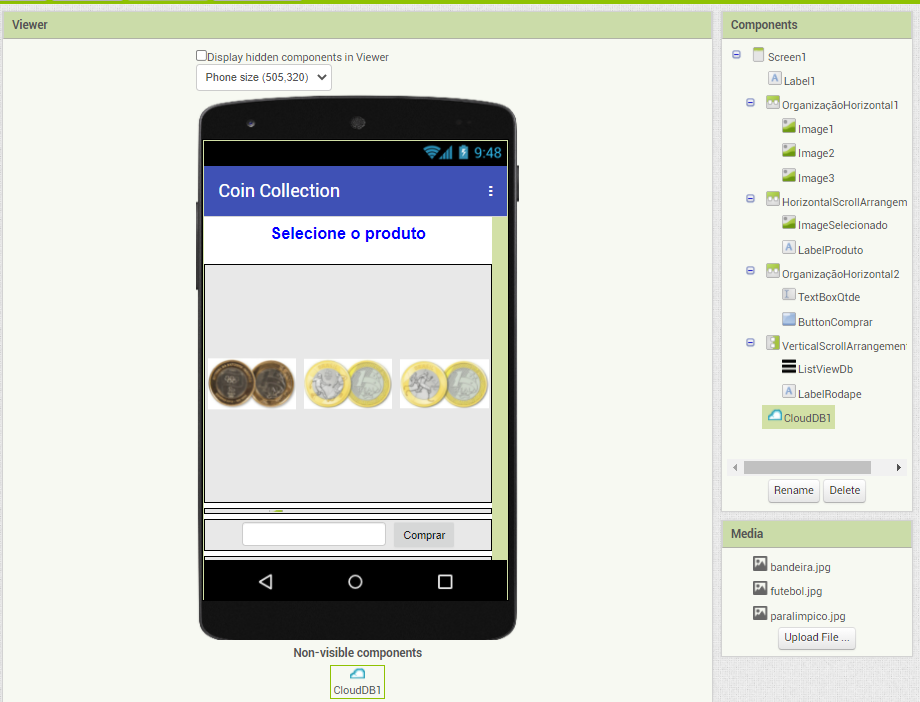 Viewer
Display hidden components in Viewer
Phone size (505,320)
9:48
Coin Collection
Selecione o produto
Comprar
Non-visible components
CloudDB1
Components
Screen1
Label1
OrganizaçãoHorizontal1
Image1
Image2
Image3
HorizontalScrollArrangem
ImageSelecionado
LabelProduto
OrganizaçãoHorizontal2
TextBoxQtde
ButtonComprar
VerticalScrollArrangemen
ListViewDb
LabelRodape
CloudDB1
Rename Delete
Media
bandeira.jpg
futebol.jpg
paralimpico.jpg
Upload File ...